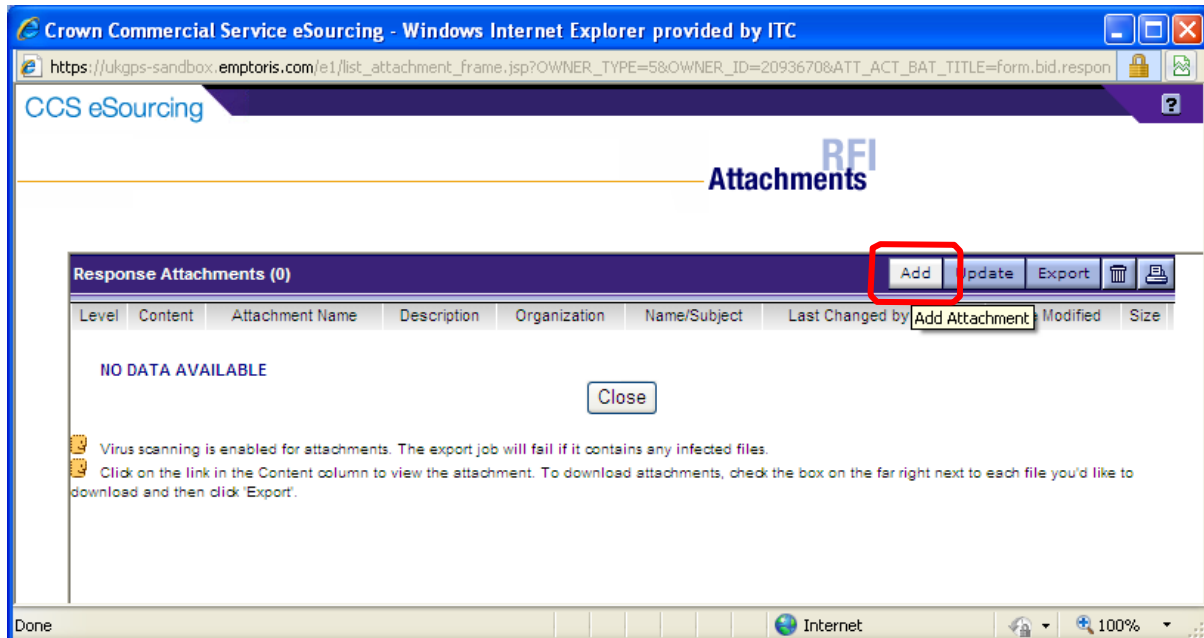 Crown Commercial Service eSourcing - Windows Internet Explorer provided by ITC
https://ukgps-sandbox.emptoris.com/e1/list_attachment_frame.jsp?OWNER_TYPE=5&OWNER_ID=2093670&ATT_ACT_BAT_TITLE=form.bid.respon
CCS eSourcing
?
RFI
Attachments
Response Attachments (0) Add Update Export
Level Content Attachment Name Description Organization Name/Subject Last Changed by Modified Size
Add Attachment
NO DATA AVAILABLE
Close
Virus scanning is enabled for attachments. The export job will fail if it contains any infected files.
Click on the link in the Content column to view the attachment. To download attachments, check the box on the far right next to each file you'd like to
download and then click 'Export'.
Done Internet 100%